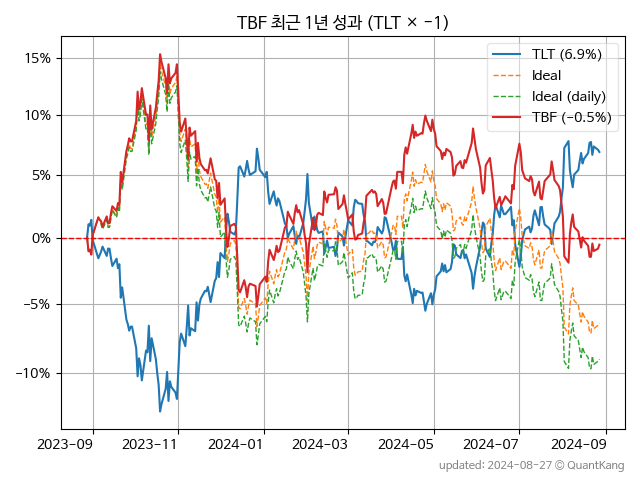 TBF 최근 1년 성과 (TLT × −1)
TLT (6.9%)
Ideal
Ideal (daily)
TBF (−0.5%)
15%
10%
5%
0%
−5%
−10%
2023-09
2023-11
2024-01
2024-03
2024-05
2024-07
2024-09
updated: 2024-08-27 © QuantKang